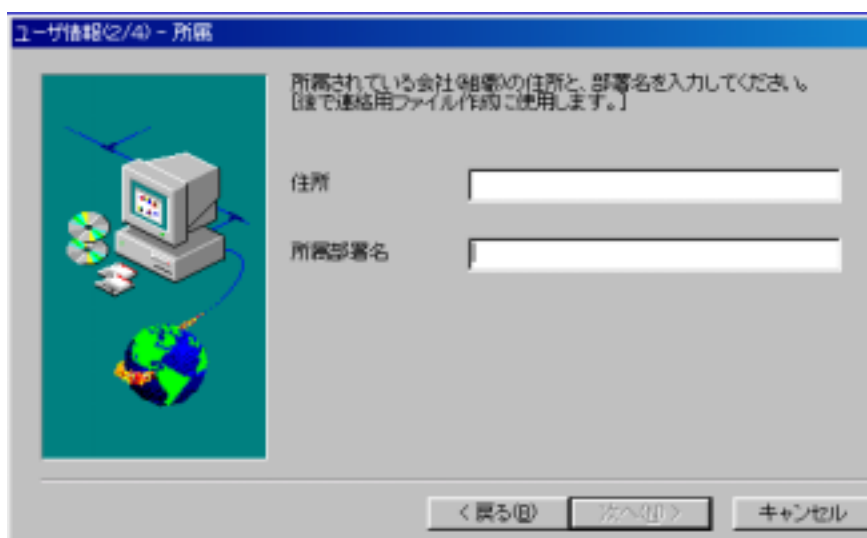 ユーザ情報(2/4) - 所属
所属されている会社(組織)の住所と、部署名を入力してください。
[後で連絡用ファイル作成に使用します。]
住所
所属部署名
< 戻る(B)
次へ(N) >
キャンセル